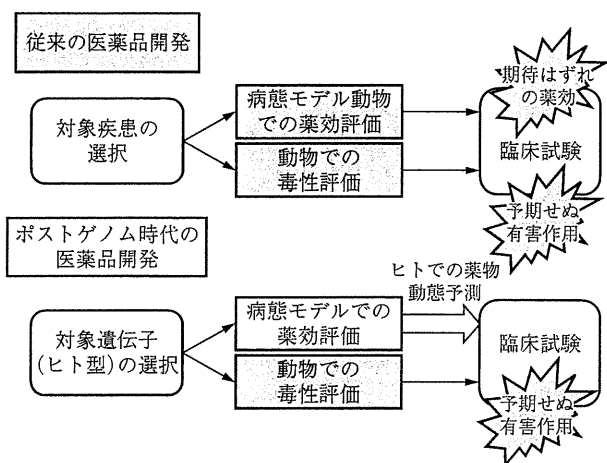 従来の医薬品開発
対象疾患の
選択
病態モデル動物
での薬効評価
動物での
毒性評価
期待はずれ
の薬効
臨床試験
予期せぬ
有害作用
ポストゲノム時代の
医薬品開発
対象遺伝子
(ヒト型)の選択
病態モデルでの
薬効評価
動物での
毒性評価
ヒトでの薬物
動態予測
臨床試験
予期せぬ
有害作用